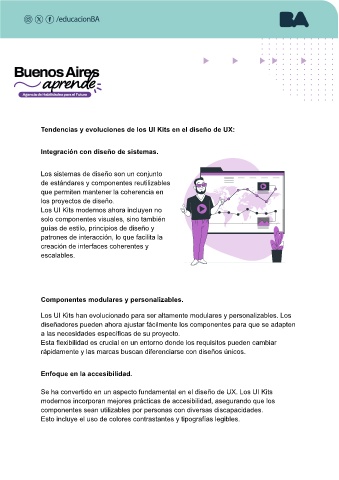 /educacionBA
BA
Buenos Aires
aprende
Agencia de Habilidades para el Futuro
Tendencias y evoluciones de los UI Kits en el diseño de UX:
Integración con diseño de sistemas.
Los sistemas de diseño son un conjunto
de estándares y componentes reutilizables
que permiten mantener la coherencia en
los proyectos de diseño.
Los UI Kits modernos ahora incluyen no
solo componentes visuales, sino también
guías de estilo, principios de diseño y
patrones de interacción, lo que facilita la
creación de interfaces coherentes y
escalables.
Componentes modulares y personalizables.
Los UI Kits han evolucionado para ser altamente modulares y personalizables. Los
diseñadores pueden ahora ajustar fácilmente los componentes para que se adapten
a las necesidades específicas de su proyecto.
Esta flexibilidad es crucial en un entorno donde los requisitos pueden cambiar
rápidamente y las marcas buscan diferenciarse con diseños únicos.
Enfoque en la accesibilidad.
Se ha convertido en un aspecto fundamental en el diseño de UX. Los UI Kits
modernos incorporan mejores prácticas de accesibilidad, asegurando que los
componentes sean utilizables por personas con diversas discapacidades.
Esto incluye el uso de colores contrastantes y tipografías legibles.